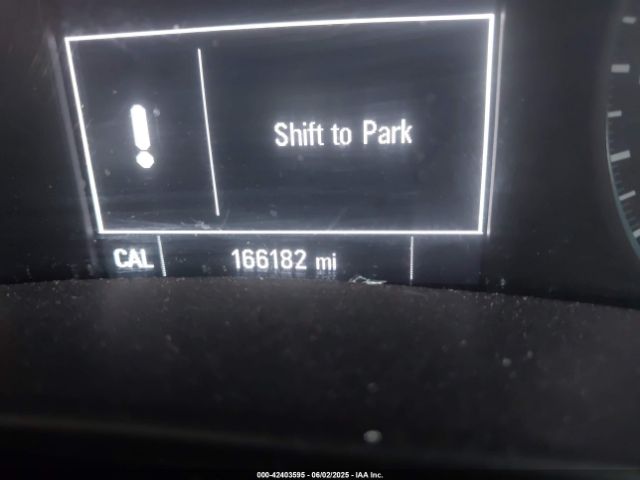 !
Shift to Park
CAL 166182 mi
000-42403595 - 06/02/2025 - IAA Inc.